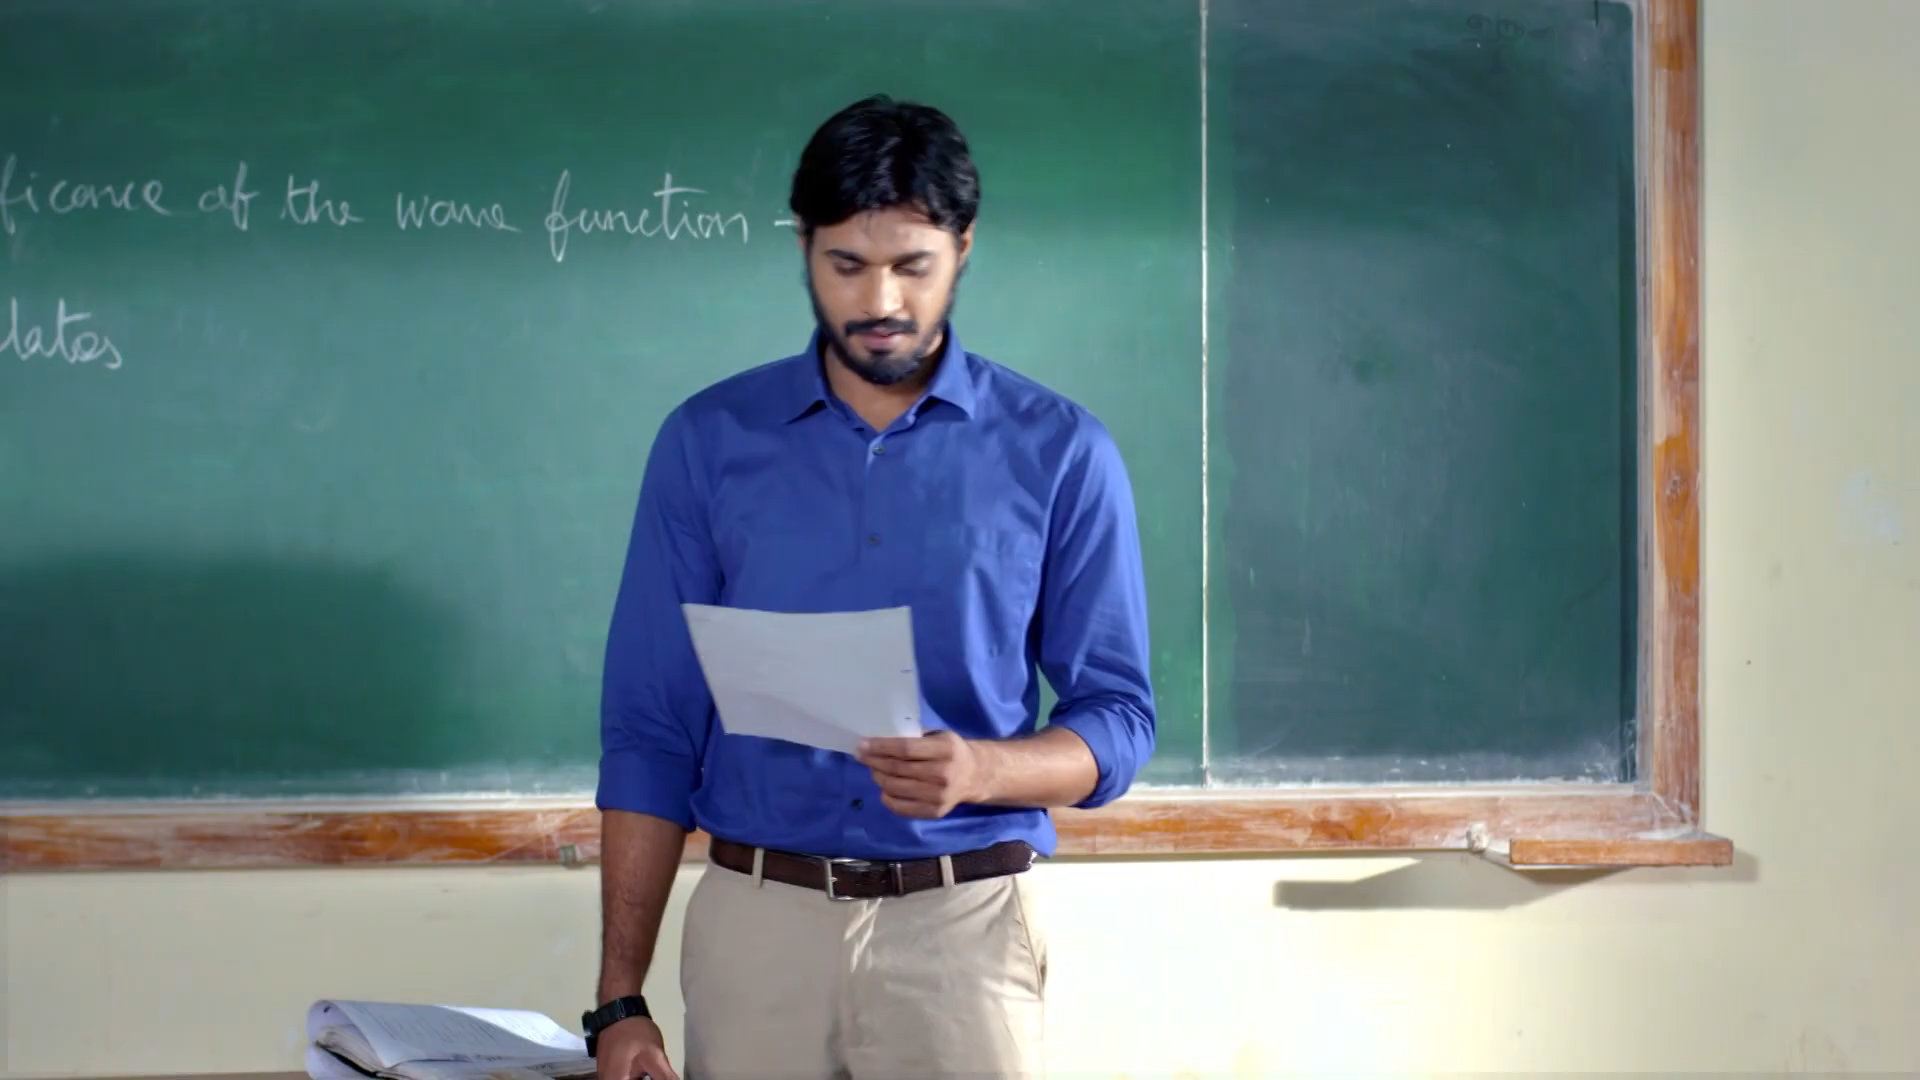 ficance of the wave function -
lates